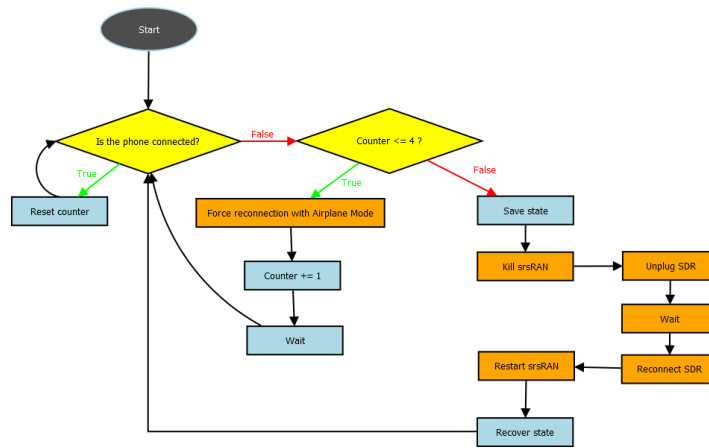 Start
Is the phone connected?
False
Counter <= 4 ?
True
True
False
Reset counter
Force reconnection with Airplane Mode
Save state
Counter += 1
Kill srsRAN
Unplug SDR
Wait
Wait
Restart srsRAN
Reconnect SDR
Recover state